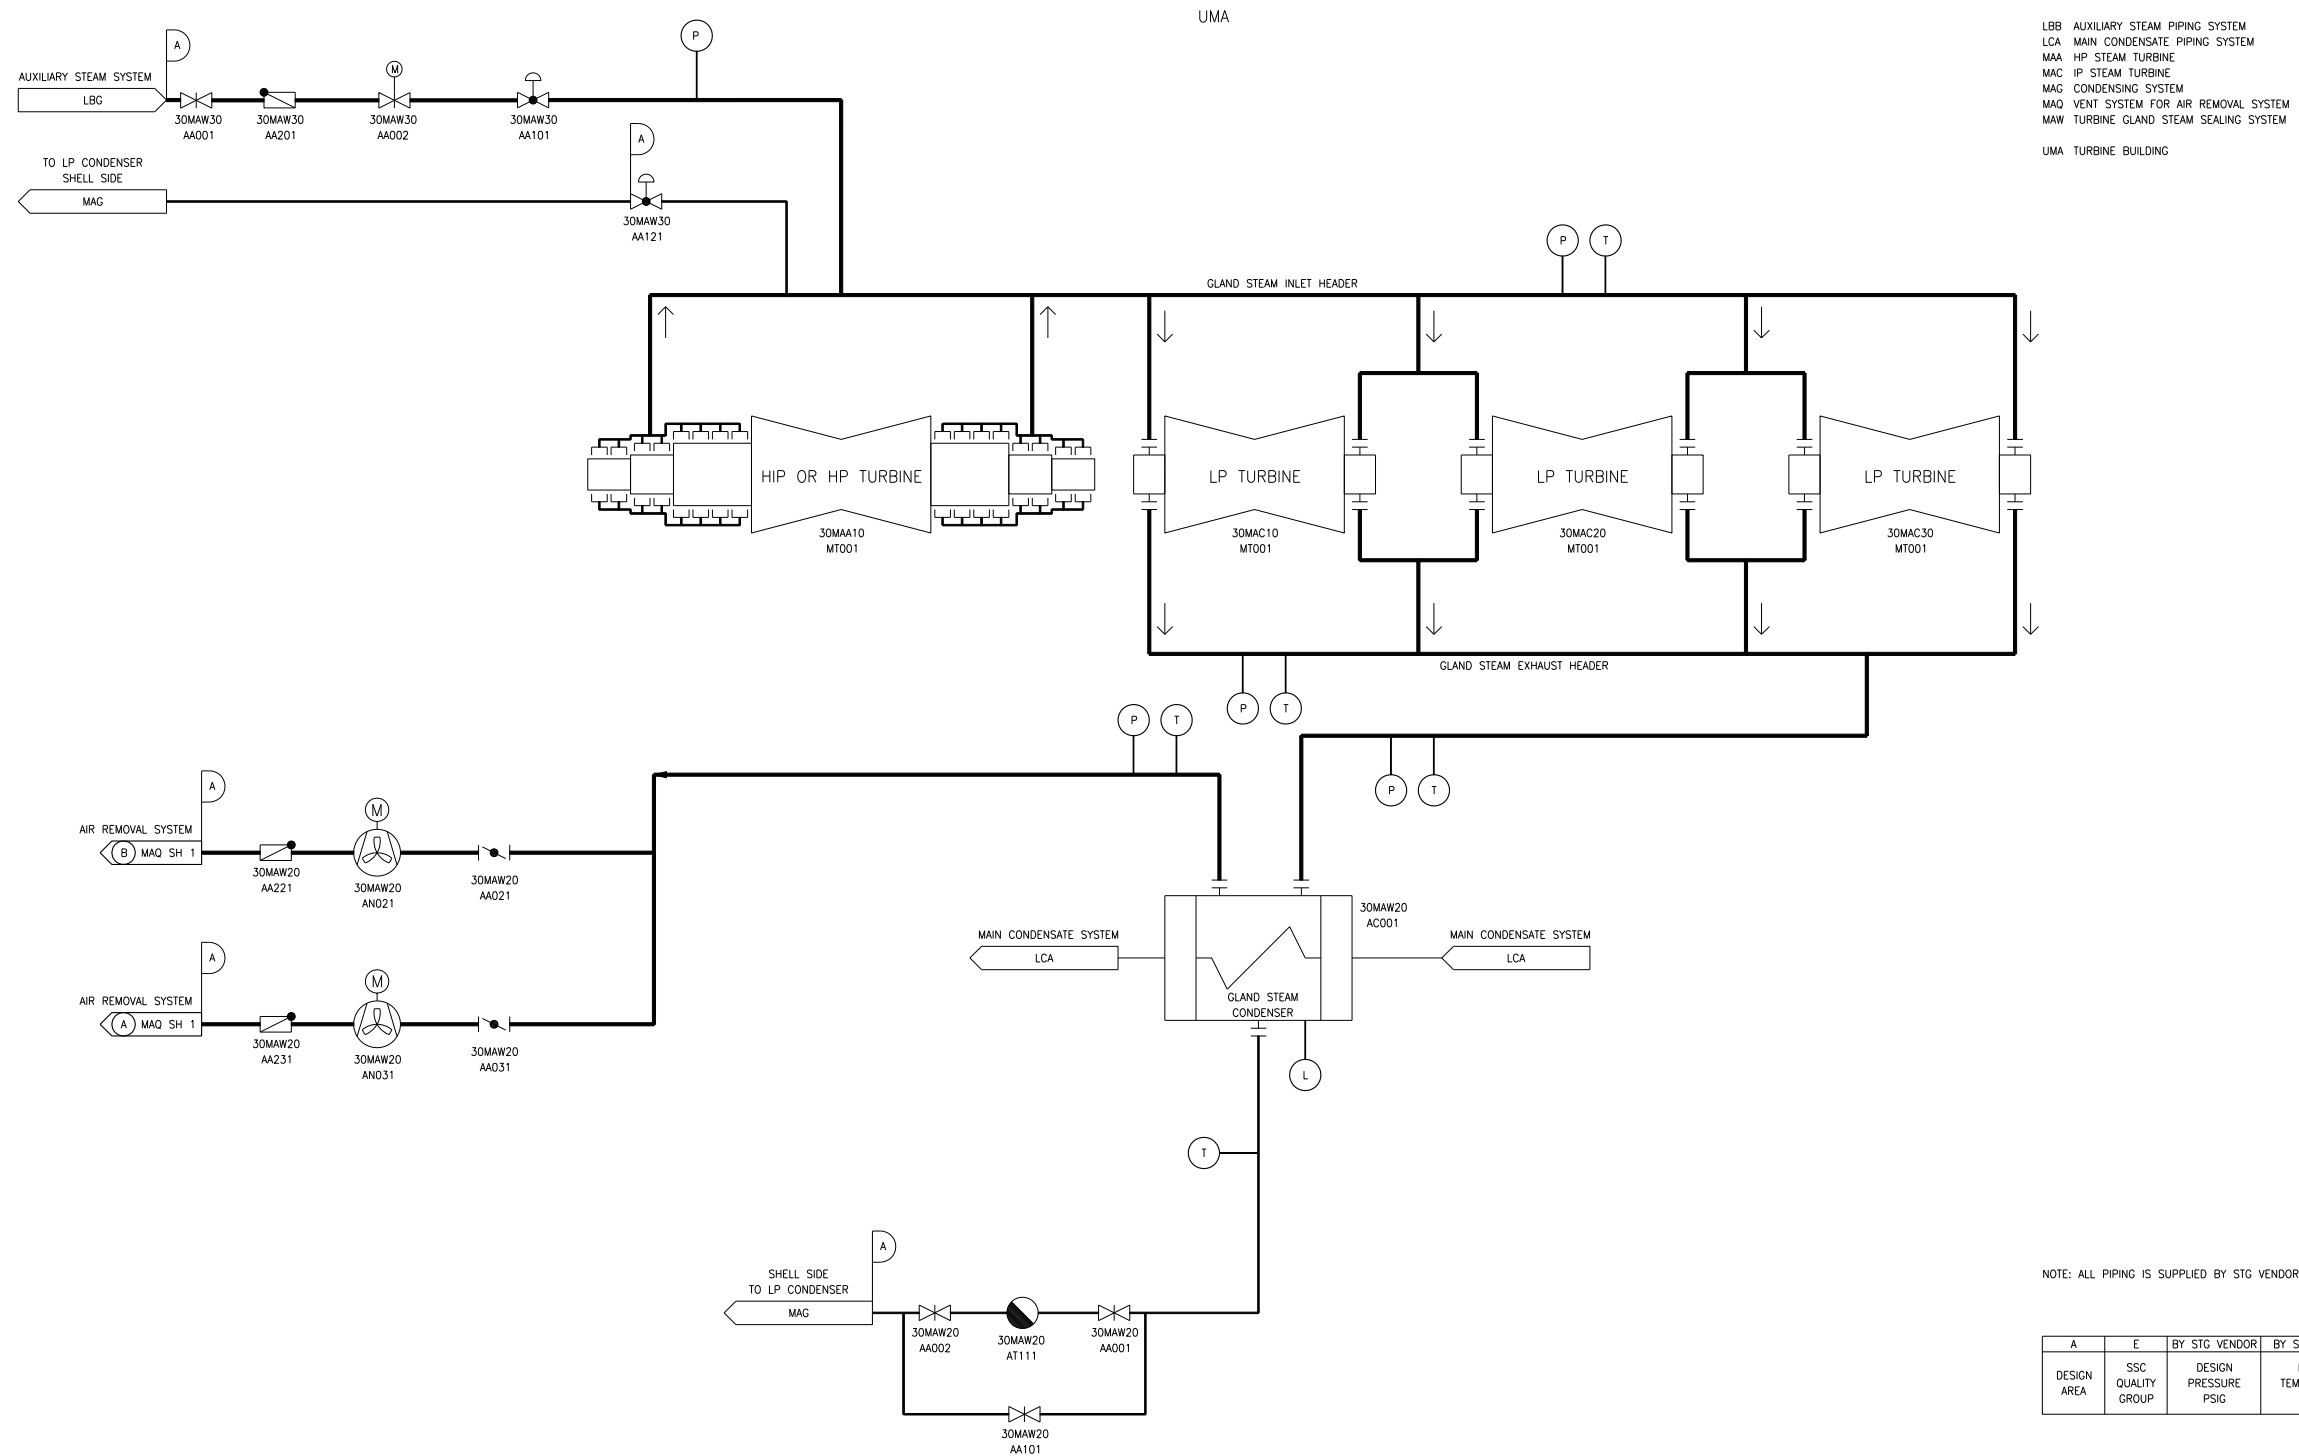 UMA
LBB AUXILIARY STEAM PIPING SYSTEM
LCA MAIN CONDENSATE PIPING SYSTEM
MAA HP STEAM TURBINE
MAC IP STEAM TURBINE
MAG CONDENSING SYSTEM
MAQ VENT SYSTEM FOR AIR REMOVAL SYSTEM
MAW TURBINE GLAND STEAM SEALING SYSTEM
UMA TURBINE BUILDING
P
A
AUXILIARY STEAM SYSTEM
LBG
M
30MAW30
AA001
30MAW30
AA201
30MAW30
AA002
30MAW30
AA101
A
TO LP CONDENSER
SHELL SIDE
MAG
30MAW30
AA121
P
T
GLAND STEAM INLET HEADER
HIP OR HP TURBINE
30MAA10
MT001
LP TURBINE
30MAC10
MT001
LP TURBINE
30MAC20
MT001
LP TURBINE
30MAC30
MT001
GLAND STEAM EXHAUST HEADER
P
T
P
T
P
T
A
AIR REMOVAL SYSTEM
B MAQ SH 1
M
30MAW20
AA221
30MAW20
AN021
30MAW20
AA021
A
AIR REMOVAL SYSTEM
A MAQ SH 1
M
30MAW20
AA231
30MAW20
AN031
30MAW20
AA031
30MAW20
AC001
MAIN CONDENSATE SYSTEM
LCA
MAIN CONDENSATE SYSTEM
LCA
GLAND STEAM
CONDENSER
L
T
A
SHELL SIDE
TO LP CONDENSER
MAG
30MAW20
AA002
30MAW20
AT111
30MAW20
AA001
30MAW20
AA101
NOTE: ALL PIPING IS SUPPLIED BY STG VENDOR
A
E
BY STG VENDOR
BY S
DESIGN
AREA
SSC
QUALITY
GROUP
DESIGN
PRESSURE
PSIG
TEM